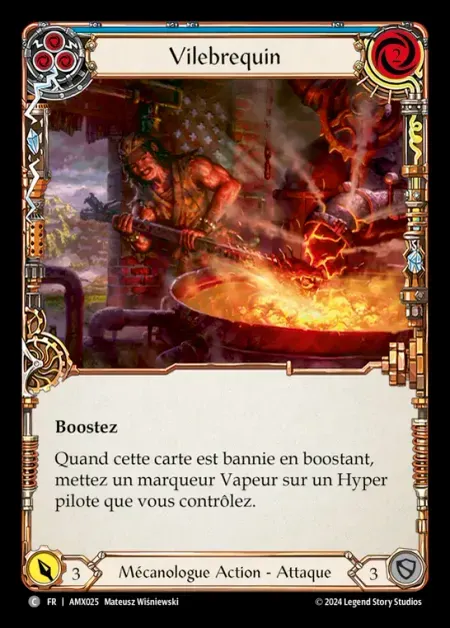 2
Vilebrequin
Boostez
Quand cette carte est bannie en boostant,
mettez un marqueur Vapeur sur un Hyper
pilote que vous contrôlez.
3
Mécanologue Action - Attaque
3
C FR | AMX025 Mateusz Wiśniewski
© 2024 Legend Story Studios